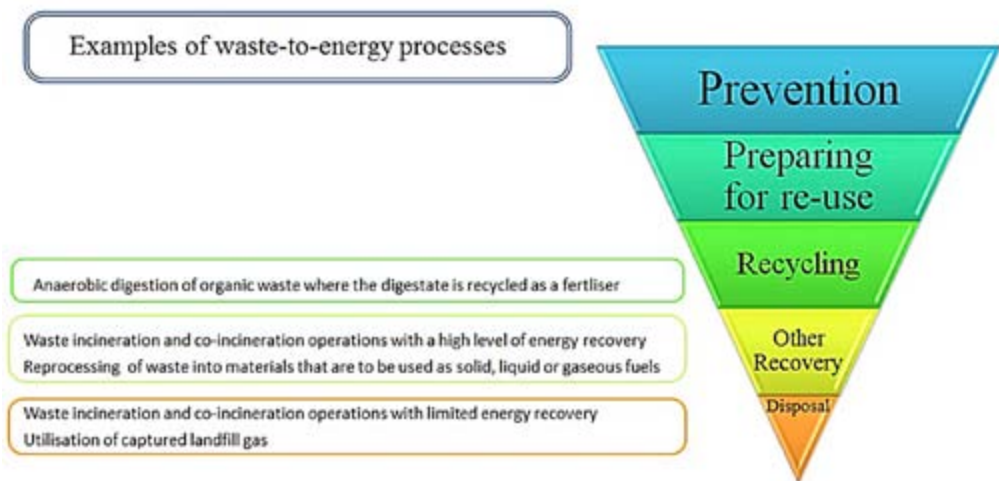 Examples of waste-to-energy processes
Prevention
Preparing
for re-use
Recycling
Anaerobic digestion of organic waste where the digestate is recycled as a fertliser
Other
Recovery
Waste incineration and co-incineration operations with a high level of energy recovery
Reprocessing of waste into materials that are to be used as solid, liquid or gaseous fuels
Disposal
Waste incineration and co-incineration operations with limited energy recovery
Utilisation of captured landfill gas